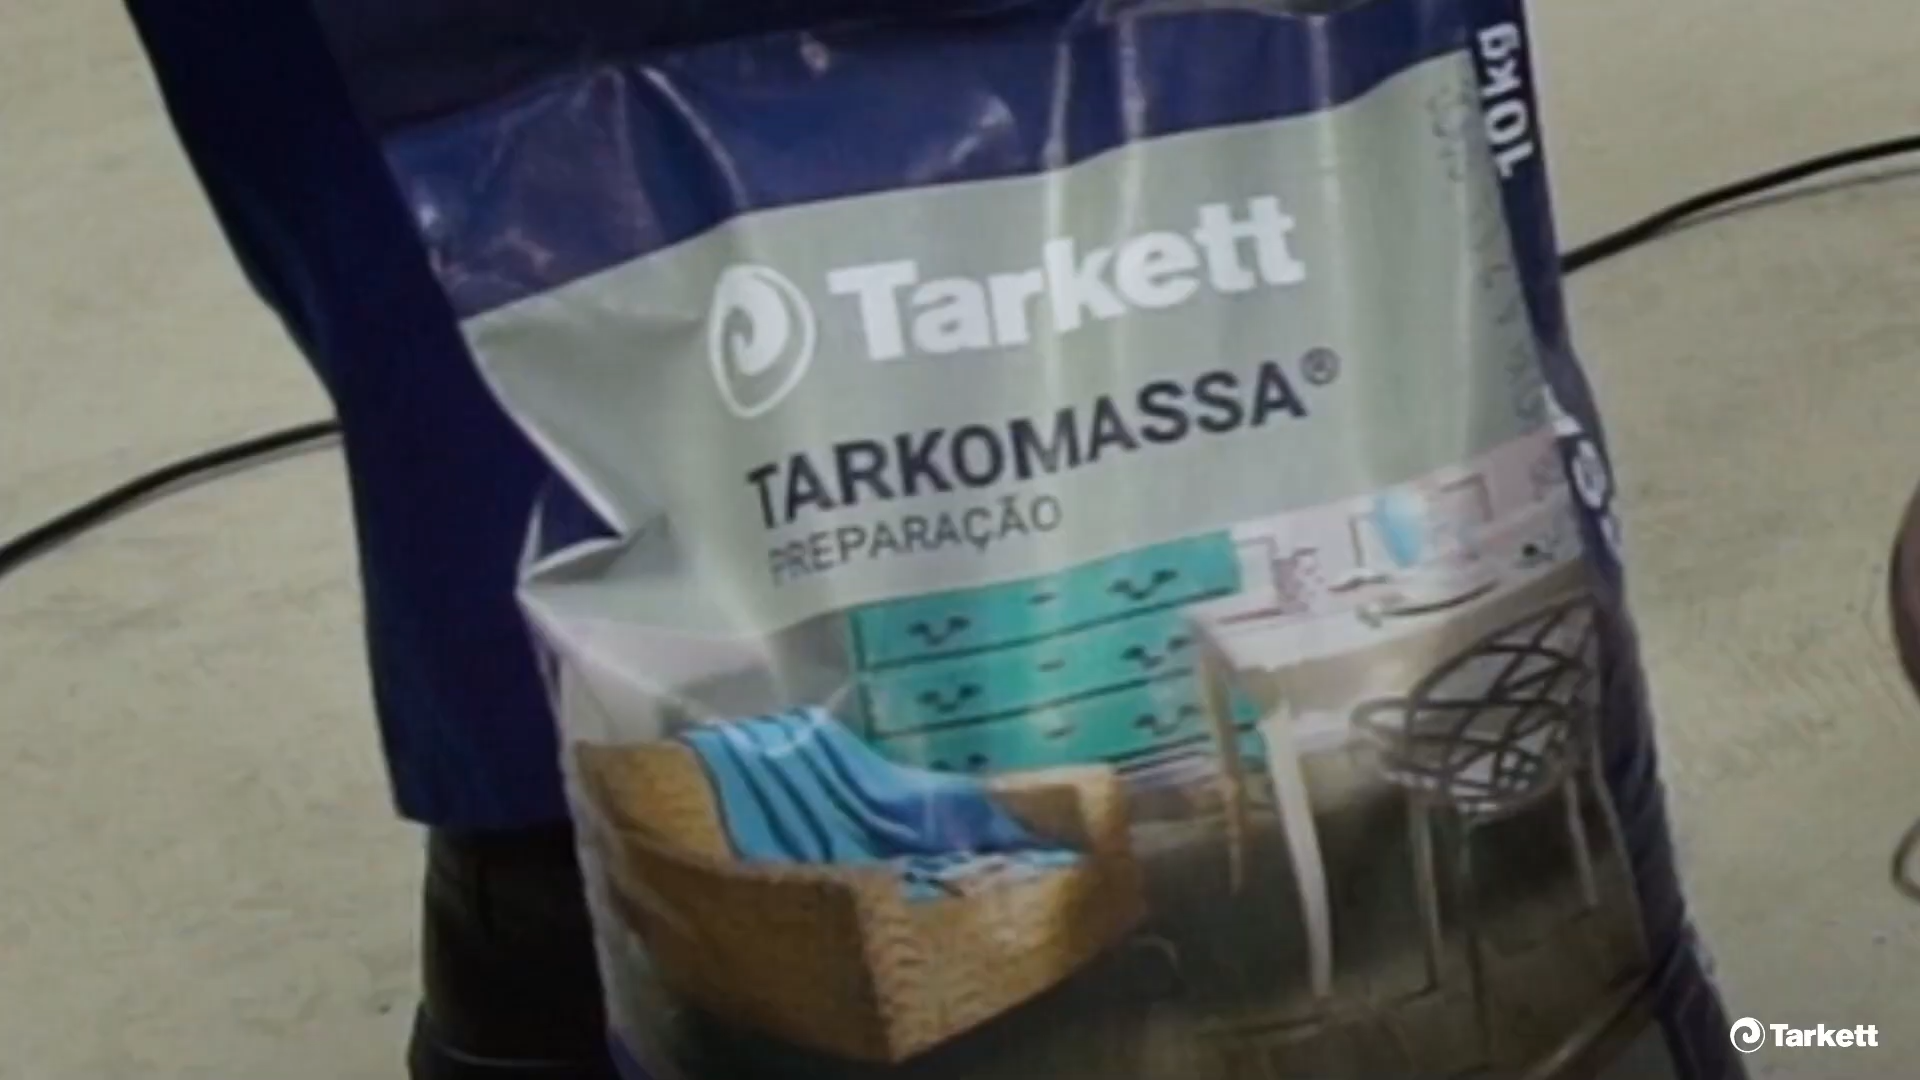 10kg
Tarkett
TARKOMASSA®
PREPARAÇÃO
Tarkett